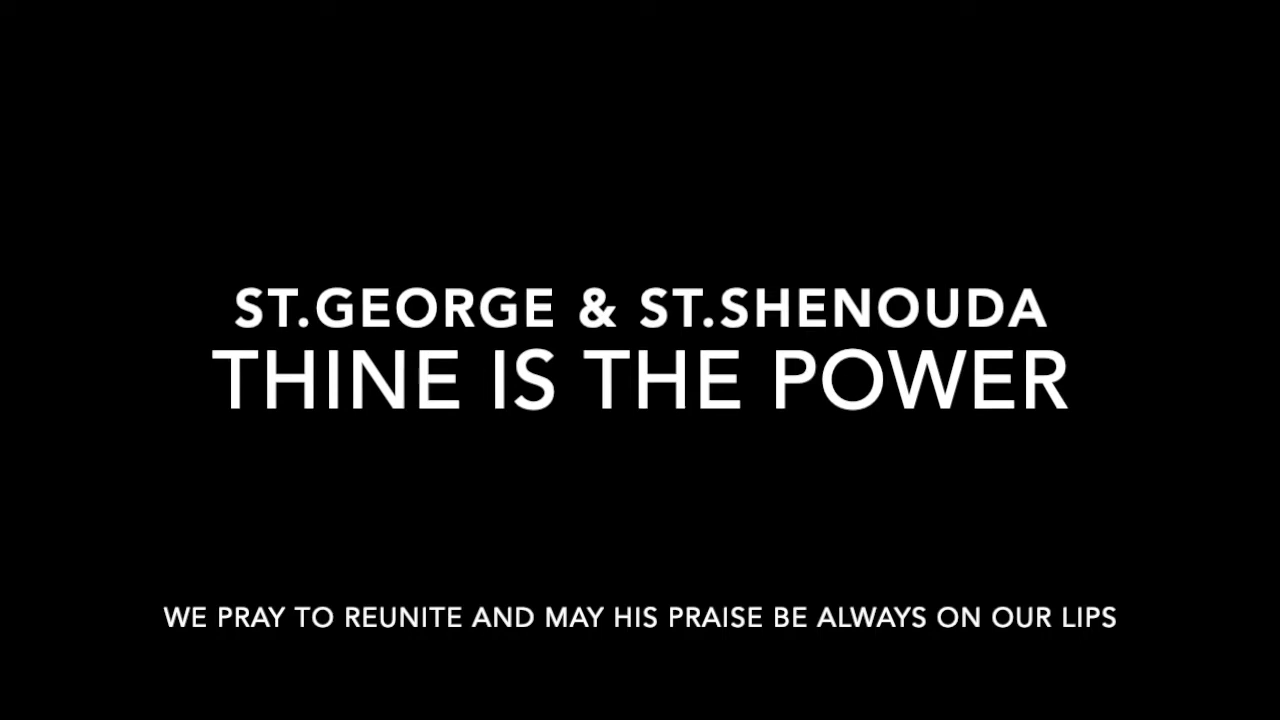 ST.GEORGE & ST.SHENOUDA
THINE IS THE POWER
WE PRAY TO REUNITE AND MAY HIS PRAISE BE ALWAYS ON OUR LIPS